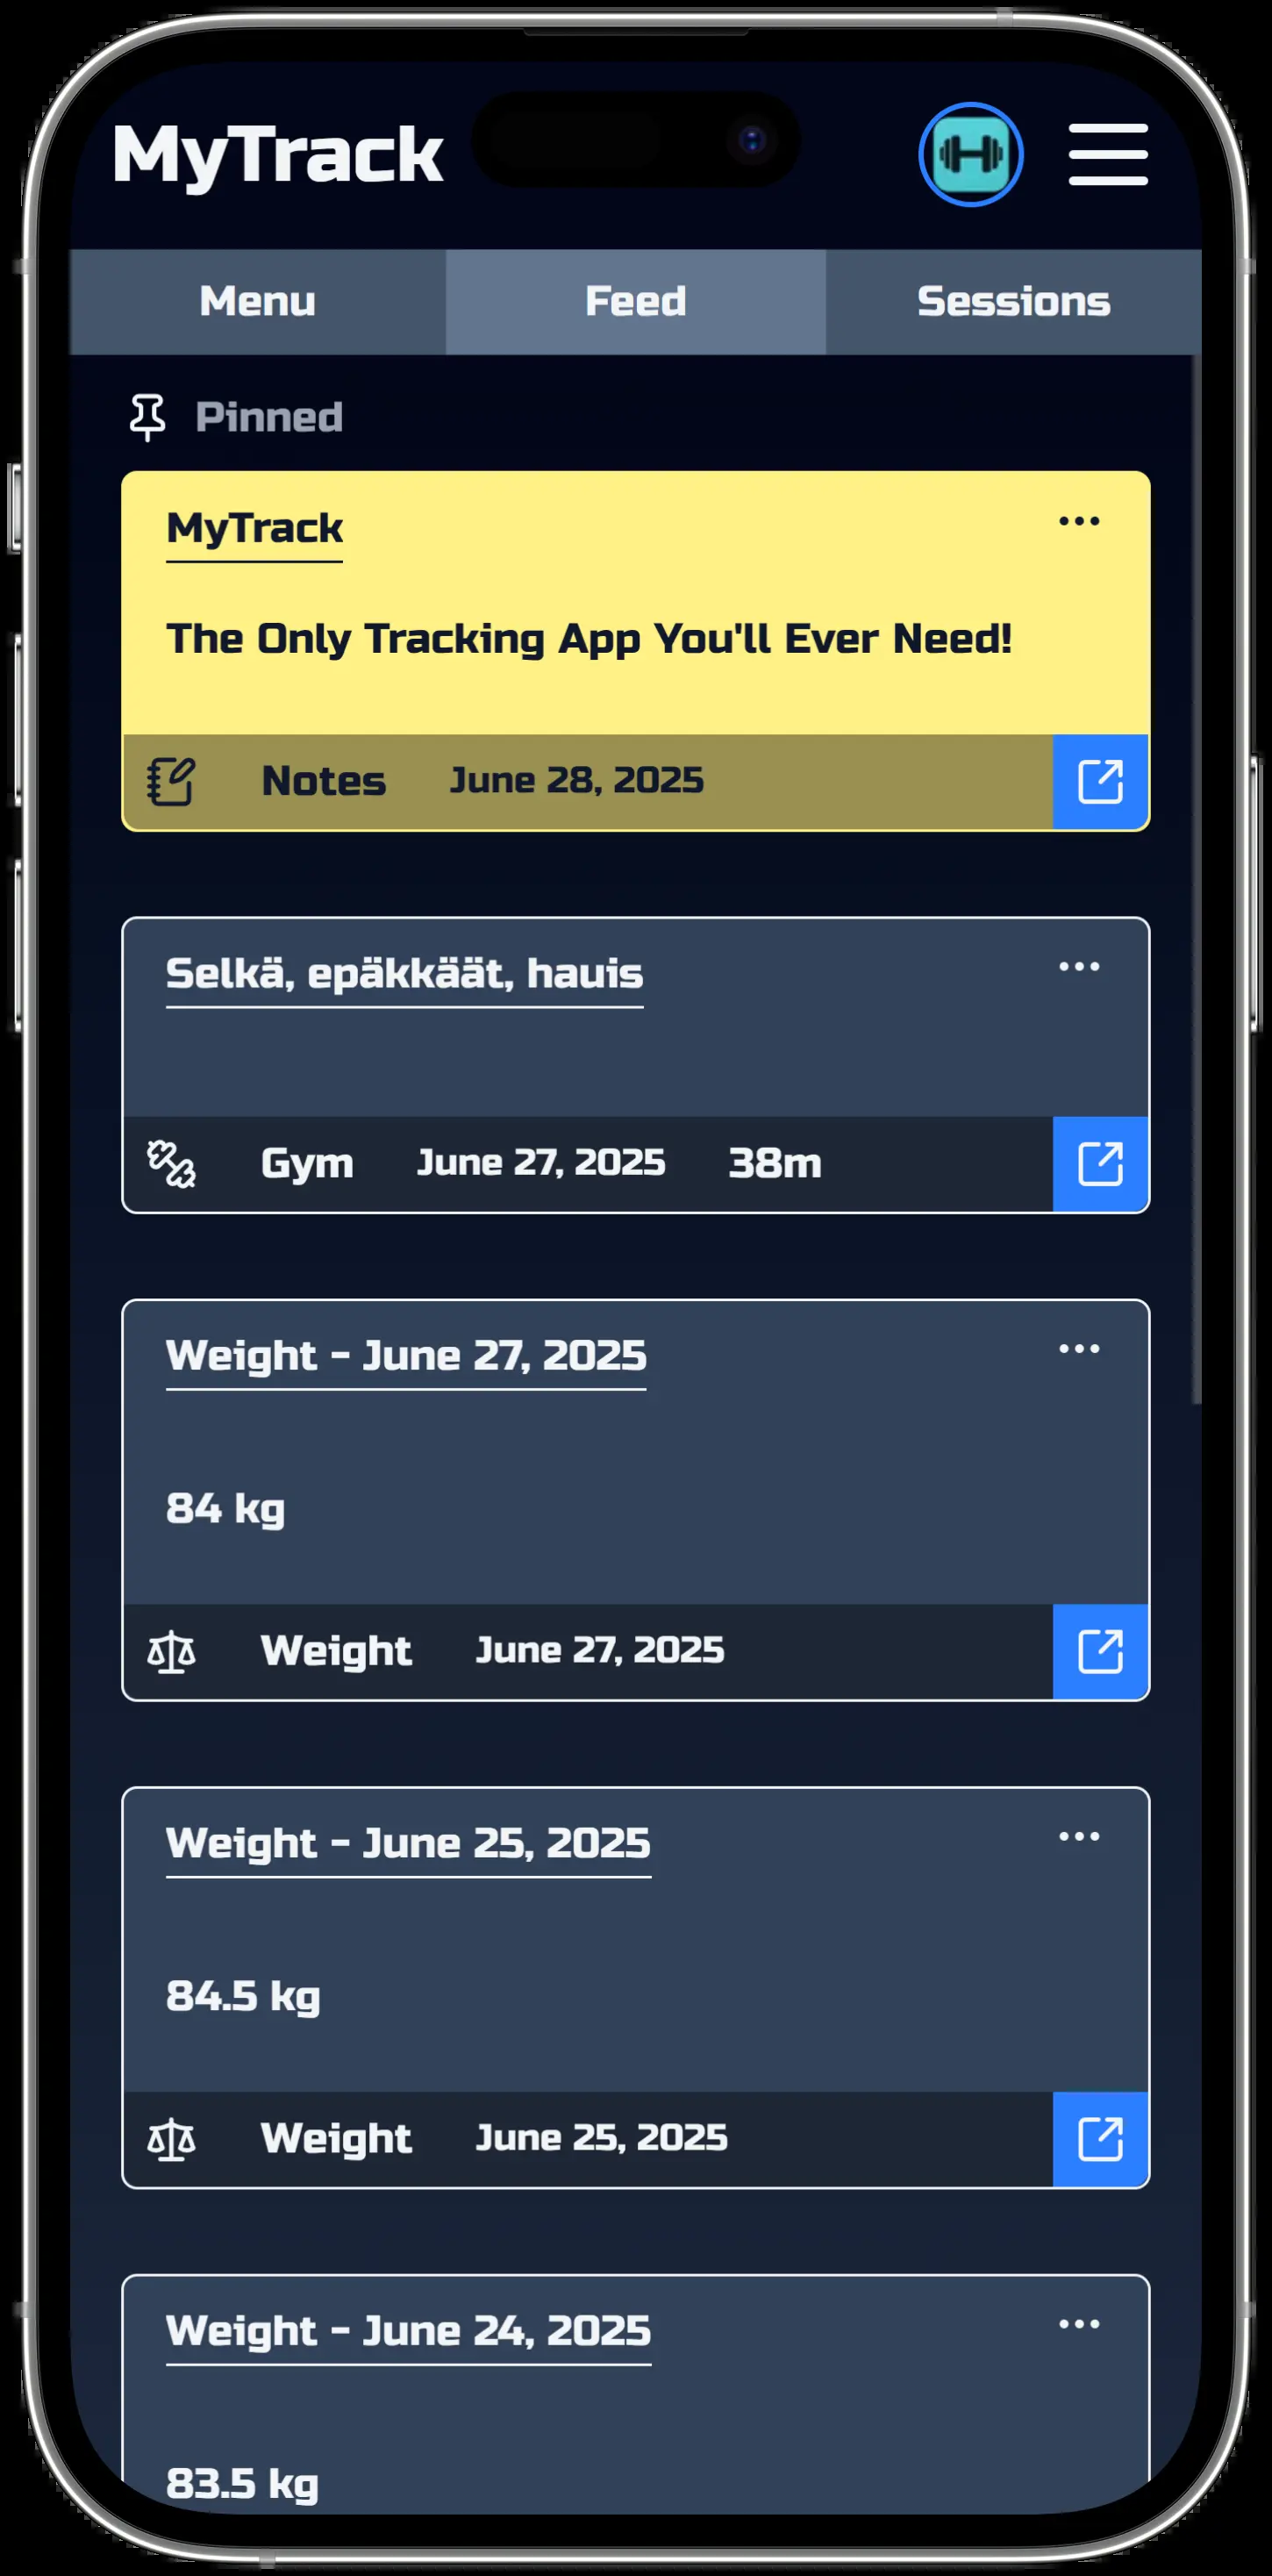 MyTrack
Menu Feed Sessions
Pinned
MyTrack
The Only Tracking App You'll Ever Need!
Notes June 28, 2025
Selkä, epäkkäät, hauis
Gym June 27, 2025 38m
Weight - June 27, 2025
84 kg
Weight June 27, 2025
Weight - June 25, 2025
84.5 kg
Weight June 25, 2025
Weight - June 24, 2025
83.5 kg